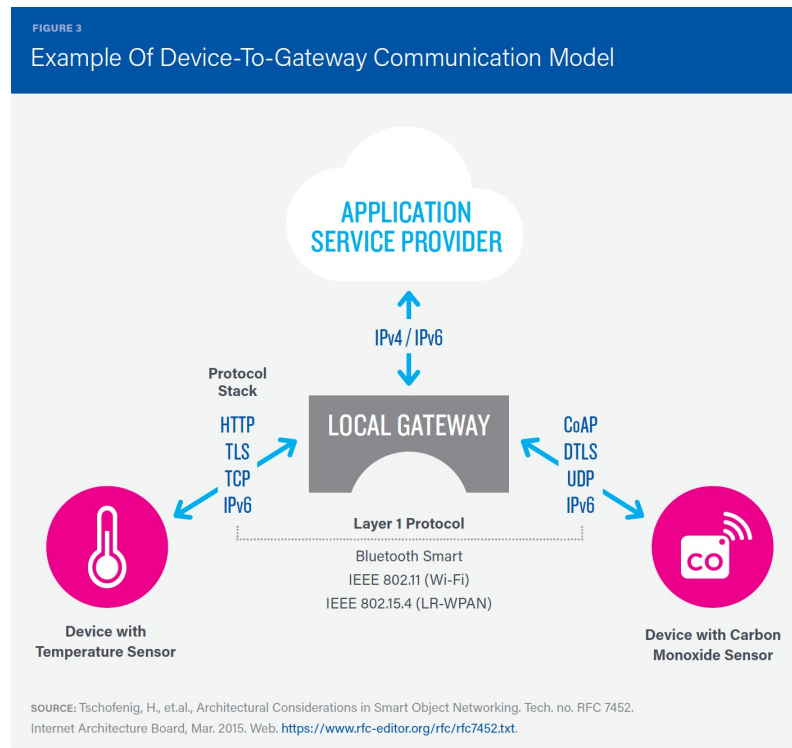 FIGURE 3
Example Of Device-To-Gateway Communication Model
APPLICATION
SERVICE PROVIDER
IPv4 / IPv6
Protocol
Stack
HTTP
TLS
TCP
IPv6
LOCAL GATEWAY
CoAP
DTLS
UDP
IPv6
Layer 1 Protocol
Bluetooth Smart
IEEE 802.11 (Wi-Fi)
IEEE 802.15.4 (LR-WPAN)
Device with
Temperature Sensor
CO
Device with Carbon
Monoxide Sensor
SOURCE: Tschofenig, H., et.al., Architectural Considerations in Smart Object Networking. Tech. no. RFC 7452.
Internet Architecture Board, Mar. 2015. Web. https://www.rfc-editor.org/rfc/rfc7452.txt.